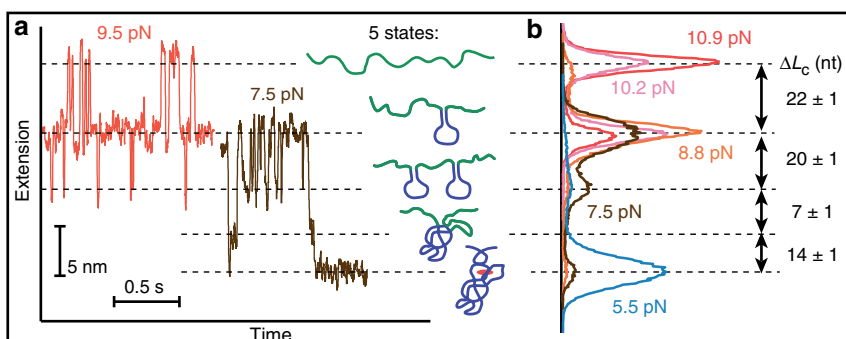 a
9.5 pN
5 states:
7.5 pN
Extension
5 nm
0.5 s
Time
b
10.9 pN
ΔLc (nt)
10.2 pN
22 ± 1
8.8 pN
20 ± 1
7.5 pN
7 ± 1
14 ± 1
5.5 pN